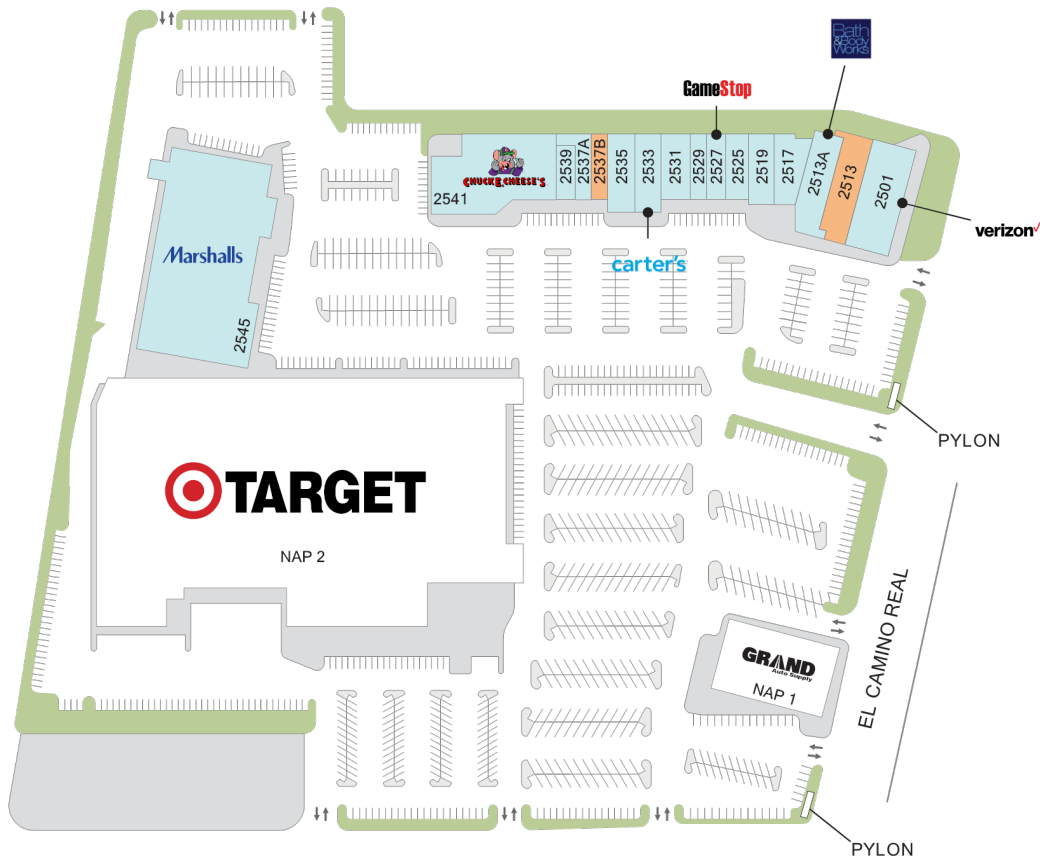 Bath
& Body
Works
GameStop
CHUCK E. CHEESE'S
2541
2539
2537A
2537B
2535
2533
2531
2529
2527
2525
2519
2517
2513A
2513
2501
verizon
carter's
Marshalls
2545
PYLON
TARGET
NAP 2
EL CAMINO REAL
GRAND
Auto Supply
NAP 1
PYLON